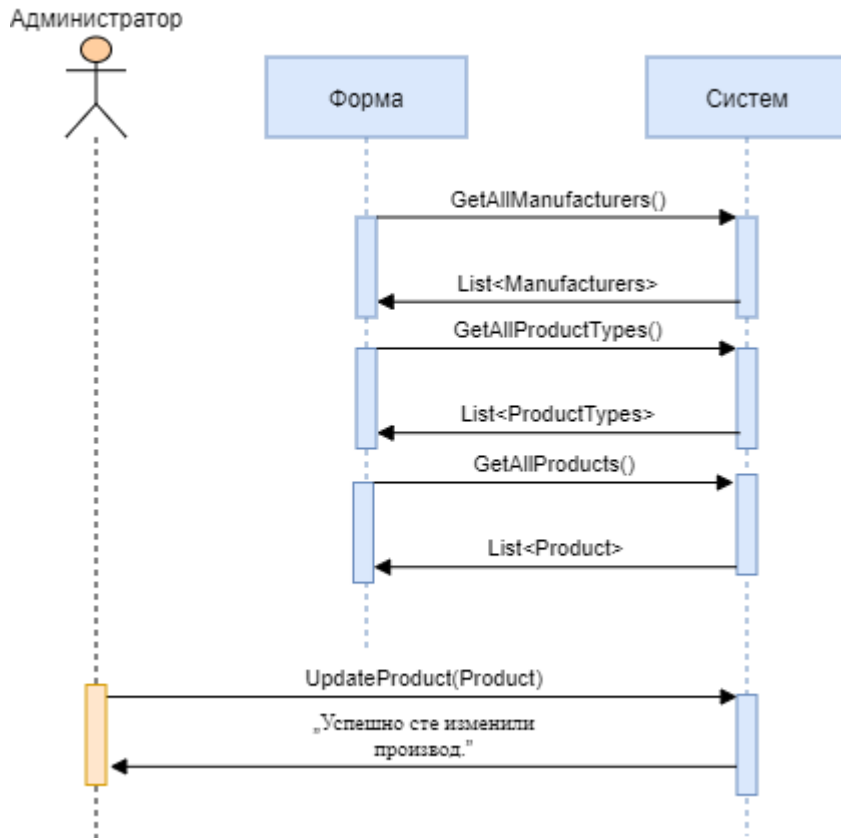 Администратор
Форма
Систем
GetAllManufacturers()
List<Manufacturers>
GetAllProductTypes()
List<ProductTypes>
GetAllProducts()
List<Product>
UpdateProduct(Product)
„Успешно сте изменили
производ.”